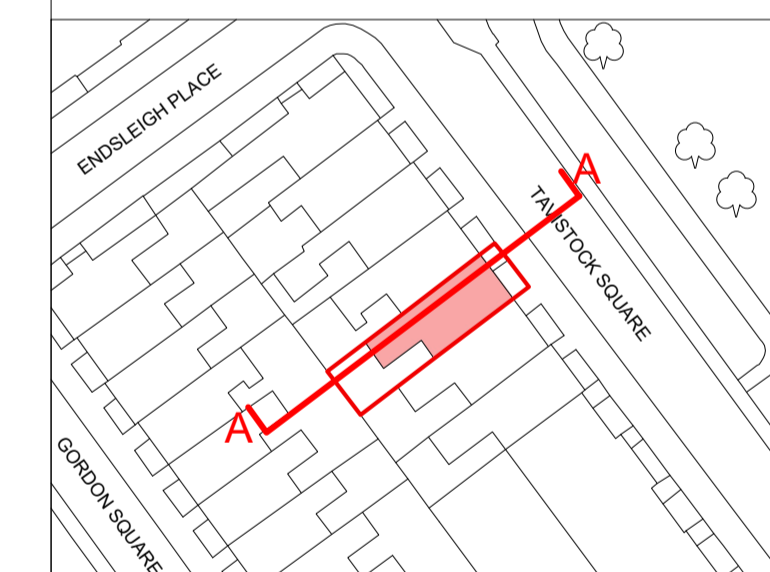 ENDSLEIGH PLACE
A
TAVISTOCK SQUARE
A
GORDON SQUARE